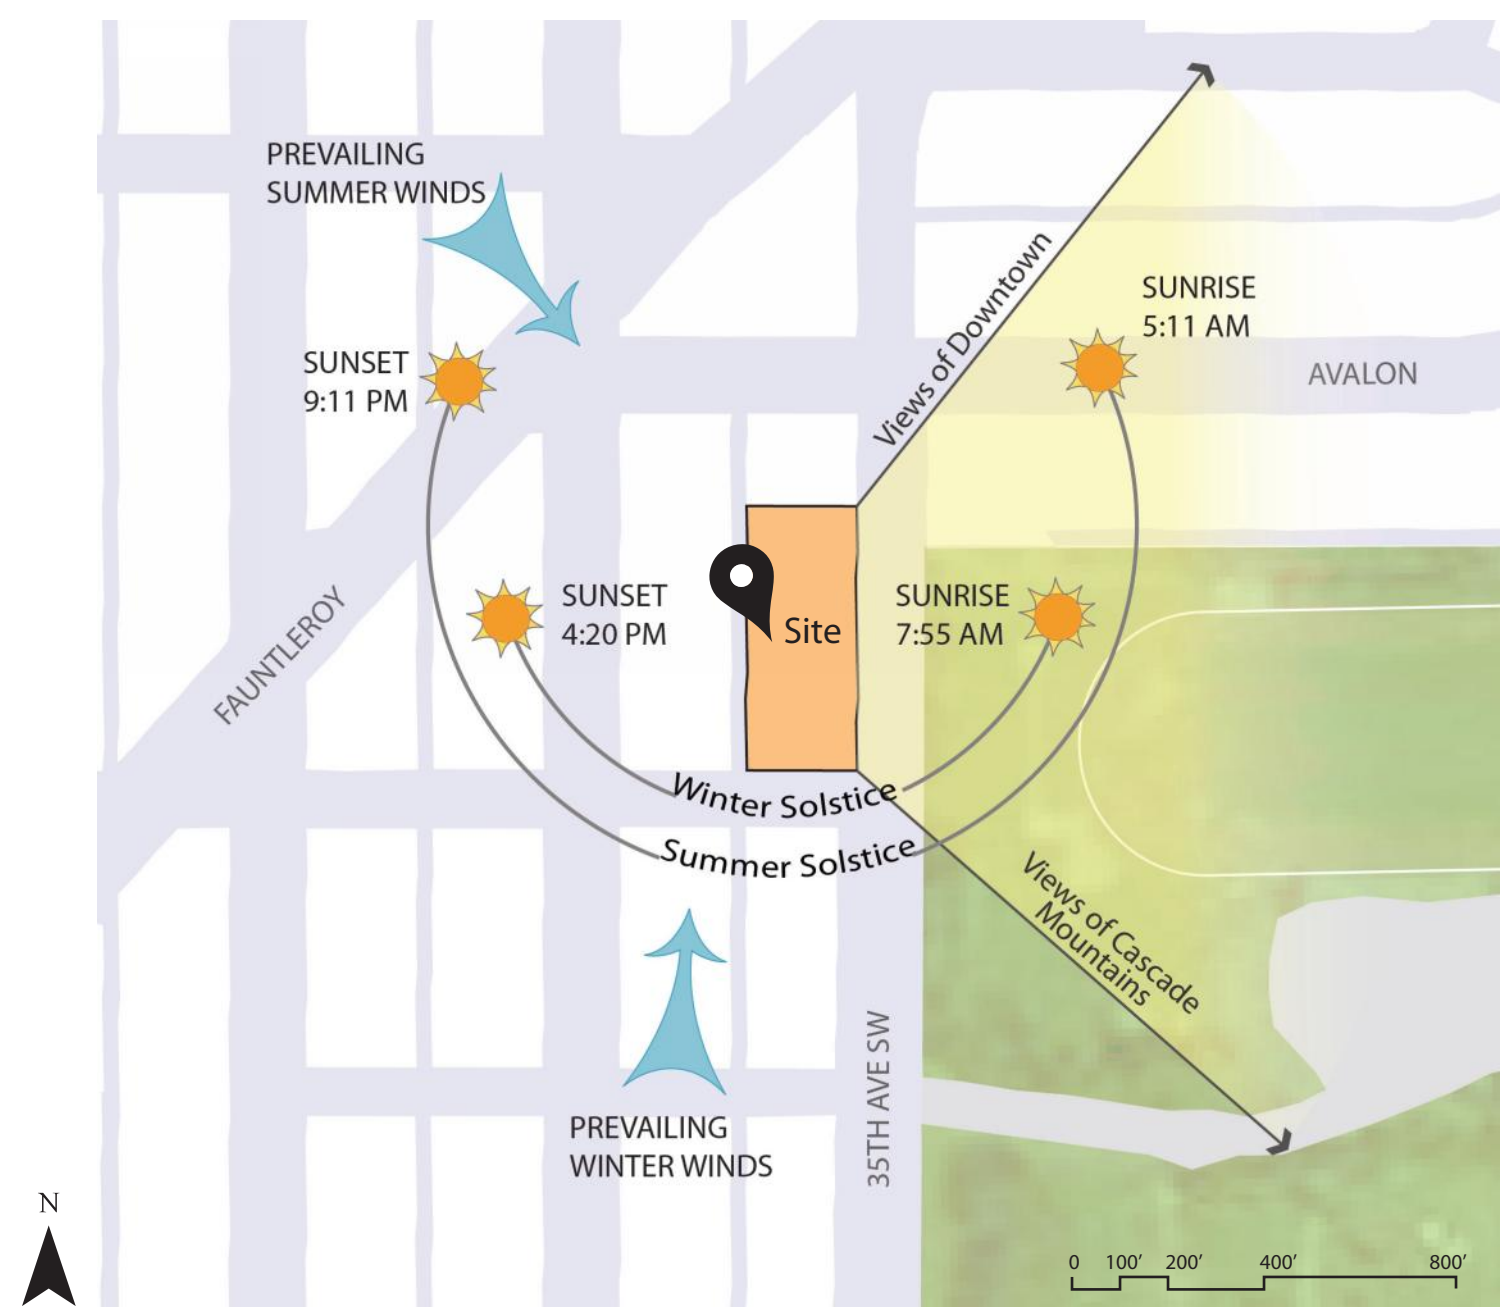 PREVAILING
SUMMER WINDS
SUNSET
9:11 PM
Views of Downtown
SUNRISE
5:11 AM
AVALON
FAUNTLEROY
SUNSET
4:20 PM
Site
SUNRISE
7:55 AM
Winter Solstice
Summer Solstice
Views of Cascade
Mountains
PREVAILING
WINTER WINDS
35TH AVE SW
N
0 100' 200' 400' 800'